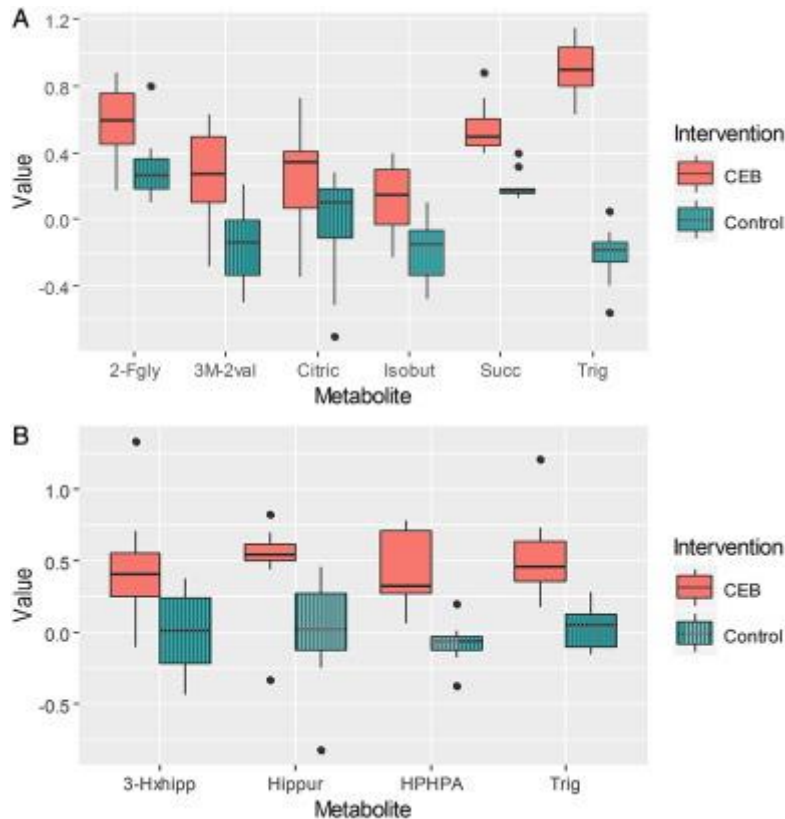 A
1.2
0.8
0.4
0.0
-0.4
Value
2-Fgly 3M-2val Citric Isobut Succ Trig
Metabolite
Intervention
CEB
Control
B
1.0
0.5
0.0
-0.5
Value
3-Hxhipp Hippur HPHPA Trig
Metabolite
Intervention
CEB
Control